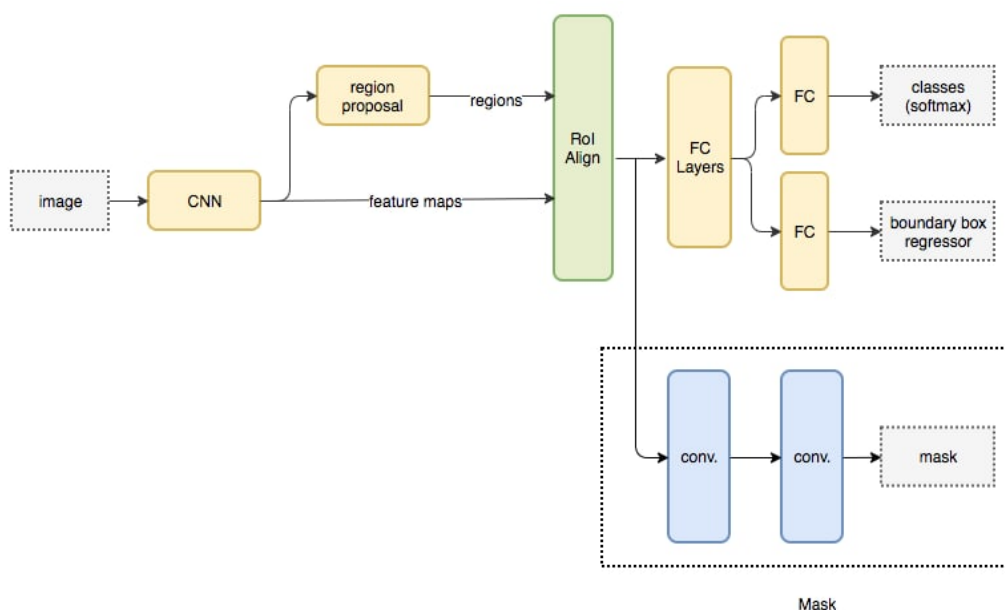 region
proposal
regions
image
CNN
feature maps
RoI
Align
FC
Layers
FC
classes
(softmax)
FC
boundary box
regressor
conv.
conv.
mask
Mask